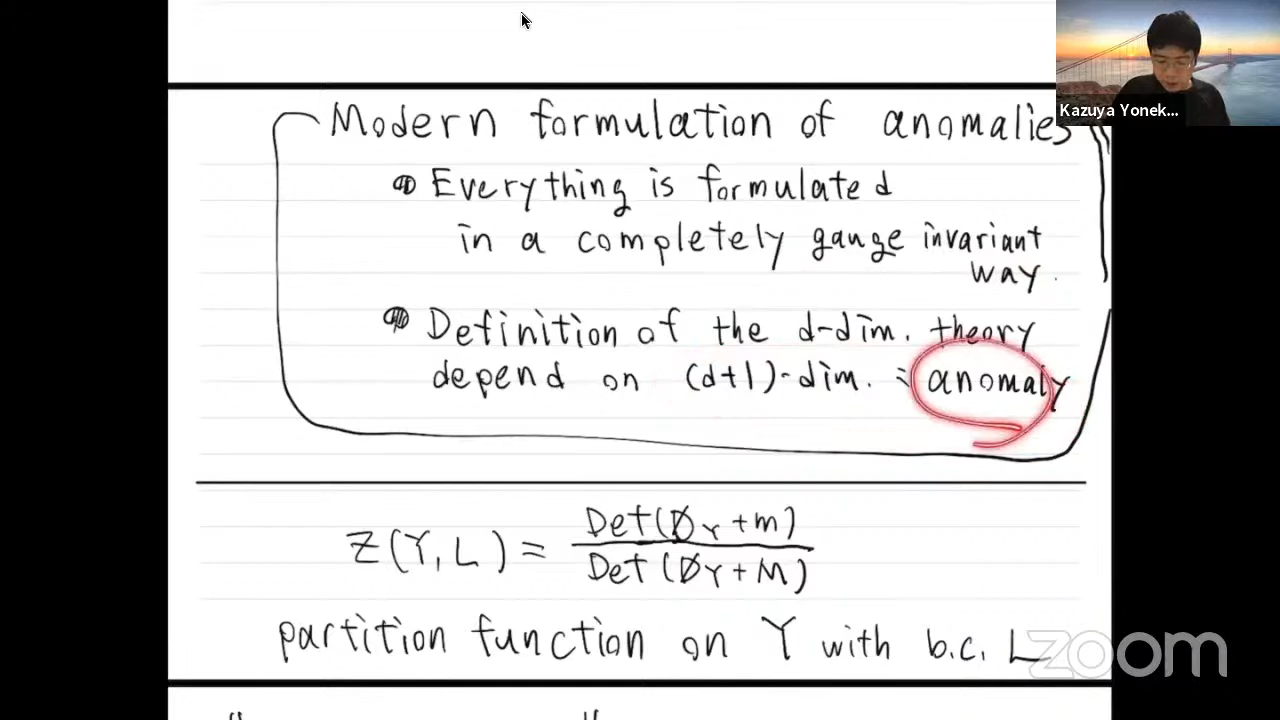 Modern formulation of anomalies
Kazuya Yonek...
Everything is formulated
in a completely gauge invariant
way.
Definition of the d-dim. theory
depend on (d+1)-dim. = anomaly
Z(Y, L) = Det(D̸_Y + m) / Det(D̸_Y + M)
partition function on Y with b.c. L
zoom